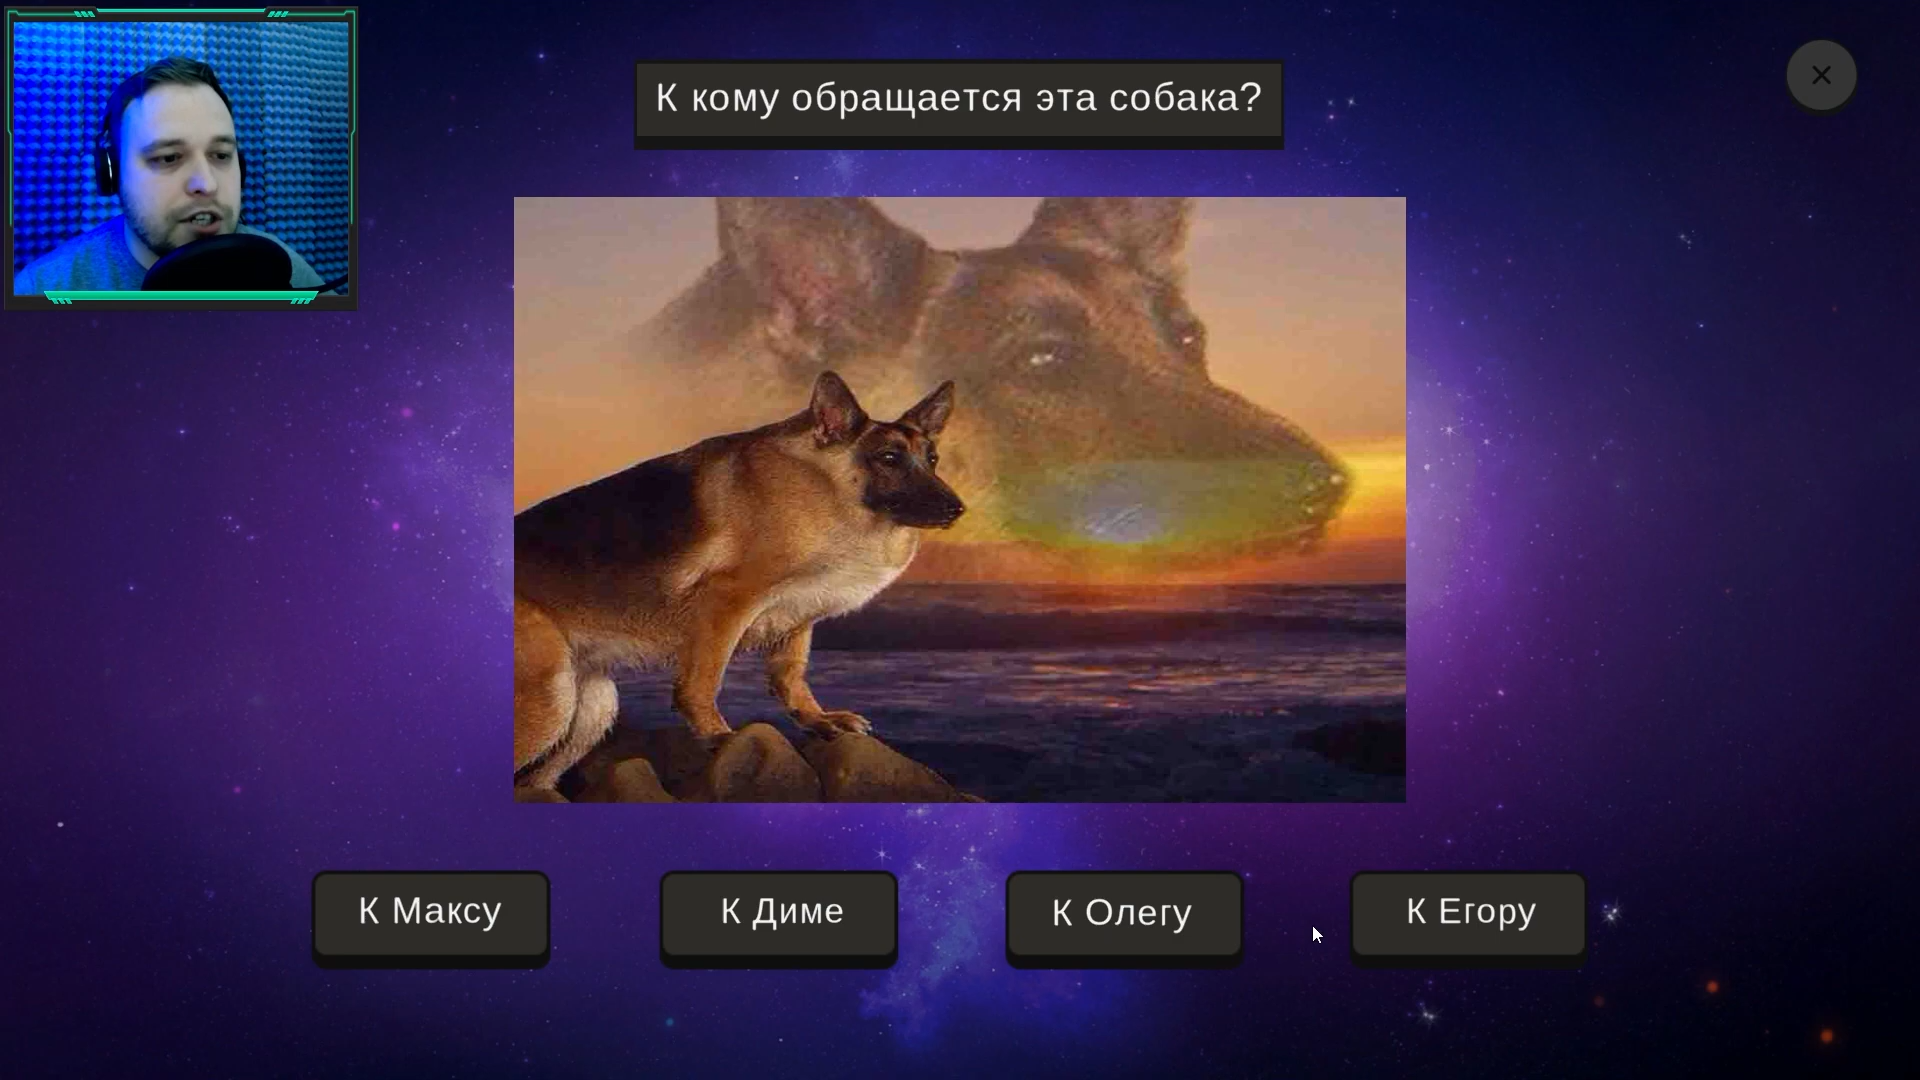 К кому обращается эта собака?
К Максу
К Диме
К Олегу
К Егору